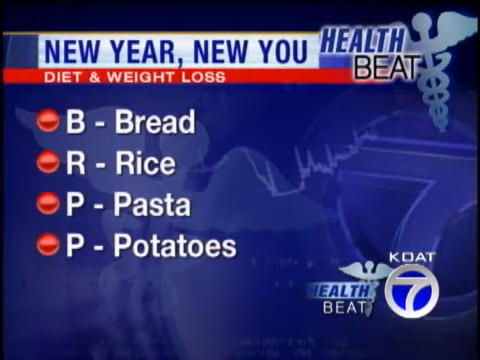 NEW YEAR, NEW YOU
HEALTH
BEAT
DIET & WEIGHT LOSS
B - Bread
R - Rice
P - Pasta
P - Potatoes
KOAT
HEALTH
BEAT
7